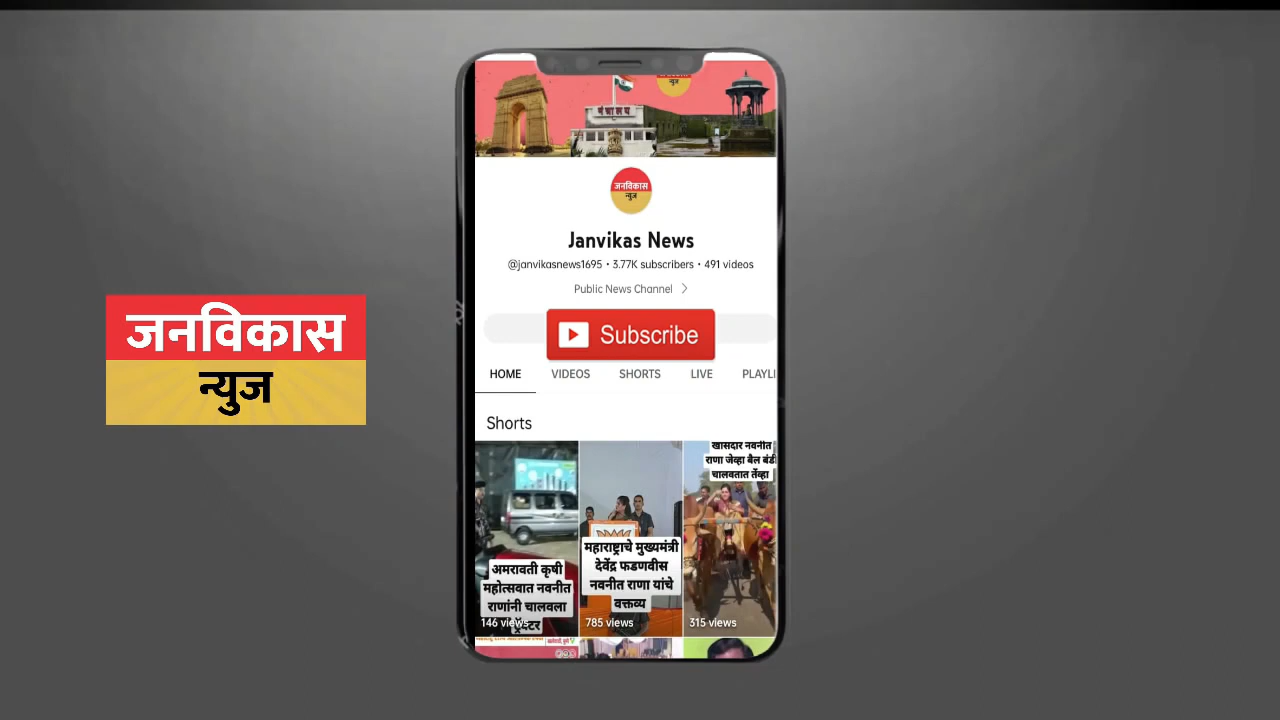 न्युज
मंत्रालय
जनविकास
न्युज
Janvikas News
@janvikasnews1695 • 3.77K subscribers • 491 videos
Public News Channel
Subscribe
HOME VIDEOS SHORTS LIVE PLAYLI
जनविकास
न्युज
Shorts
अमरावती कृषी
महोत्सवात नवनीत
राणांनी चालवला
146 views
महाराष्ट्राचे मुख्यमंत्री
देवेंद्र फडणवीस
नवनीत राणा यांचे
वक्तव्य
785 views
खासदार नवनीत
राणा जेव्हा बैल बंडी
चालवतात तेंव्हा
315 views